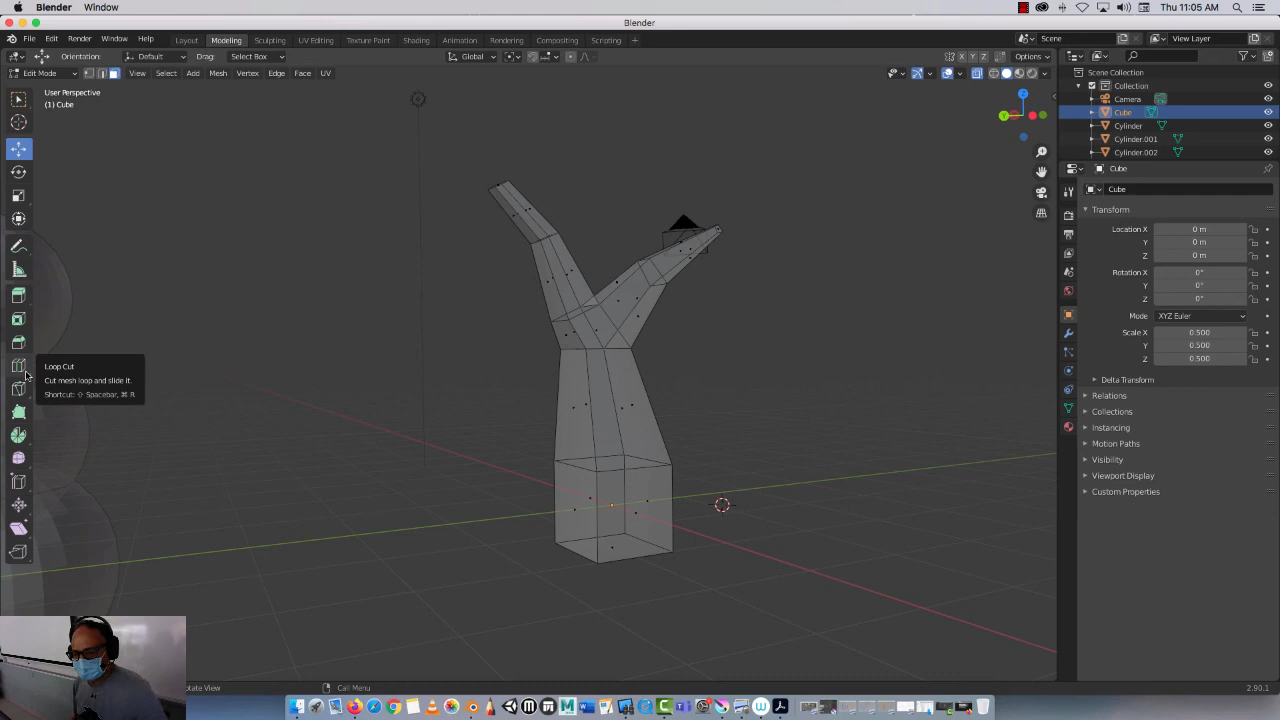 Blender Window Thu 11:05 AM
Blender
File Edit Render Window Help Layout Modeling Sculpting UV Editing Texture Paint Shading Animation Rendering Compositing Scripting + Scene View Layer
Orientation: Default Drag: Select Box Global X Y Z Options
Edit Mode View Select Add Mesh Vertex Edge Face UV
Scene Collection
Collection
Camera
Cube
Cylinder
Cylinder.001
Cylinder.002
User Perspective
(1) Cube
Z
Y
Loop Cut
Cut mesh loop and slide it.
Shortcut: ⇧ Spacebar, ⌘ R
Cube
Cube
Transform
Location X 0 m
Y 0 m
Z 0 m
Rotation X 0°
Y 0°
Z 0°
Mode XYZ Euler
Scale X 0.500
Y 0.500
Z 0.500
Delta Transform
Relations
Collections
Instancing
Motion Paths
Visibility
Viewport Display
Custom Properties
otate View Call Menu 2.90.1